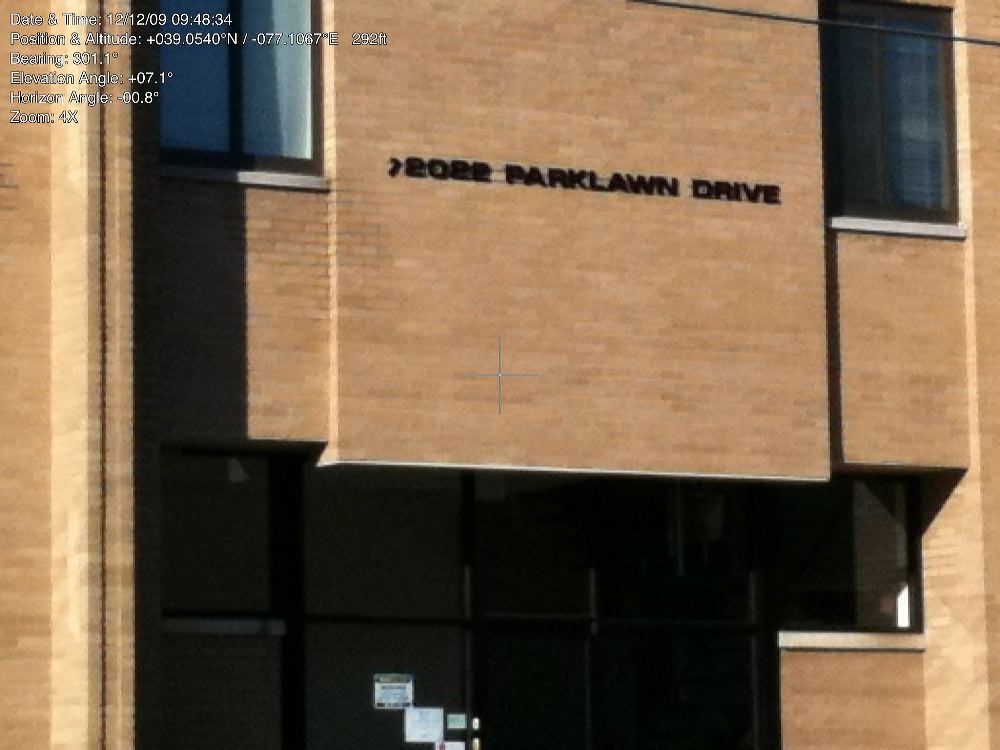 Date & Time: 12/12/09 09:48:34
Position & Altitude: +039.0540°N / -077.1067°E 292ft
Bearing: 301.1°
Elevation Angle: +07.1°
Horizon Angle: -00.8°
Zoom: 4X
PARKLAWN DRIVE